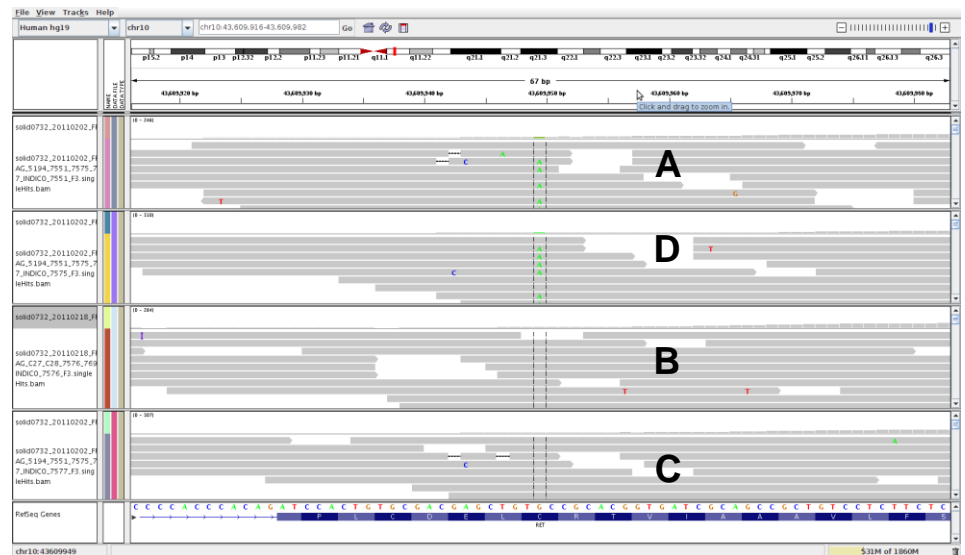 File View Tracks Help
Human hg19 chr10 chr10:43,609,916-43,609,982 Go
p15.2 p14 p13 p12.32 p12.1 p11.23 p11.21 q11.1 q11.22 q21.1 q21.2 q21.3 q22.1 q22.3 q23.1 q23.2 q23.32 q24.1 q24.31 q25.1 q25.2 q26.11 q26.13 q26.3
67 bp
43,609,920 bp 43,609,930 bp 43,609,940 bp 43,609,950 bp 43,609,960 bp 43,609,970 bp 43,609,980 bp
NAME DATA FILE DATA TYPE
Click and drag to zoom in.
solid0732_20110202_F
A
C A
A
AG_5194_7551_7575_7
7_INDICO_7551_F3.sing
leHits.bam
A
G
T A
A
solid0732_20110202_F
A
T
AG_5194_7551_7575_7
7_INDICO_7575_F3.sing
leHits.bam
A
A
C A
A
D
solid0732_20110218_F
I
solid0732_20110218_F
AG_C27_C28_7576_769
INDICO_7576_F3.single
Hits.bam
T T
B
solid0732_20110202_F
A
solid0732_20110202_F
AG_5194_7551_7575_7
7_INDICO_7577_F3.sing
leHits.bam
C
C
RefSeq Genes
C C C C A C C C A C A G A T C C A C T G T G C G A C G A G C T G T G C C G C A C G G T G A T C G C A G C C G C T G T C C T C T T C T C
P L C D E L C R T V I A A A V L F S
RET
chr10:43609949
531M of 1860M